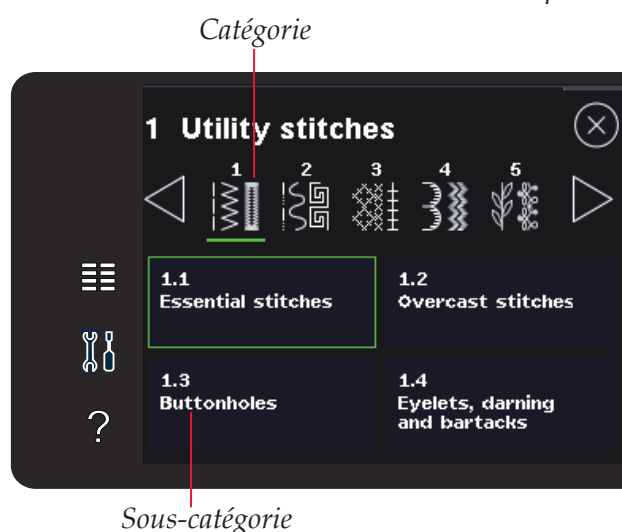 Catégorie
1 Utility stitches
1 2 3 4 5
1.1
Essential stitches
1.2
Overcast stitches
1.3
Buttonholes
1.4
Eyelets, darning
and bartacks
?
Sous-catégorie